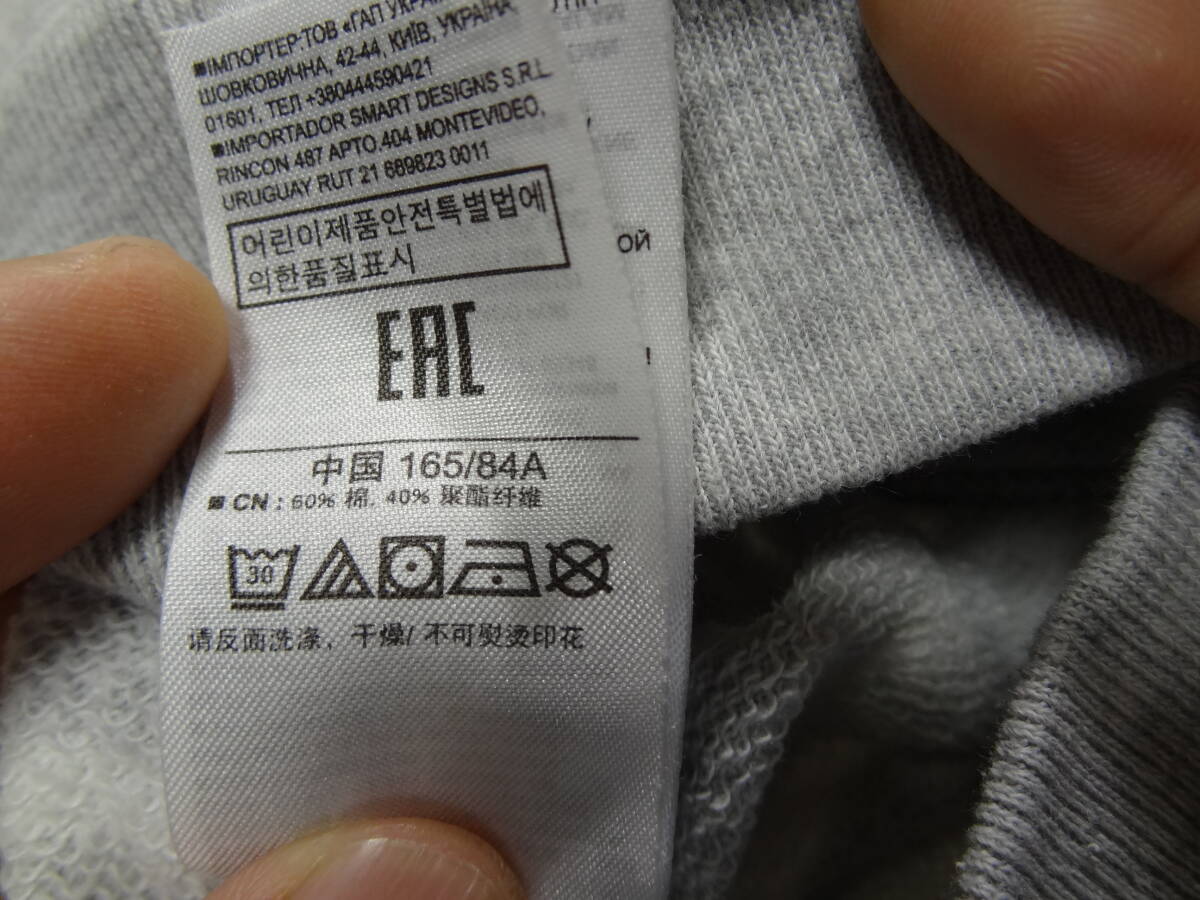 ■ІМПОРТЕР:ТОВ «ГАП УКРАЇ
ШОВКОВИЧНА, 42-44, КИЇВ, УКРАЇНА
01601, ТЕЛ +380444590421
■IMPORTADOR SMART DESIGNS S.R.L
RINCON 487 APTO.404 MONTEVIDEO,
URUGUAY RUT 21 669823 0011
어린이제품안전특별법에
의한품질표시
EAC
中国 165/84A
■ CN : 60% 棉, 40% 聚酯纤维
30
请反面洗涤, 干燥/ 不可熨烫印花
ОЙ
!